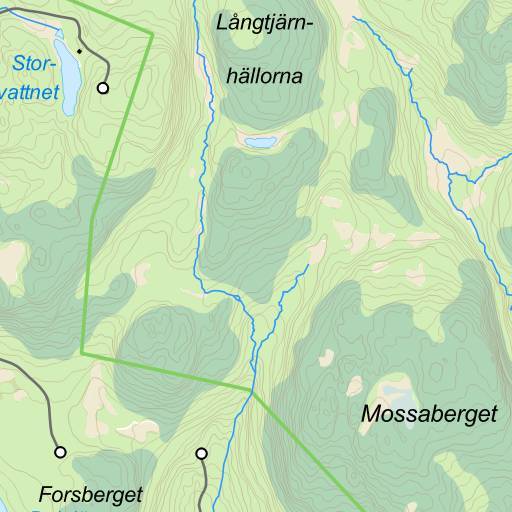 Långtjärn-
hällorna
Stor-
vattnet
Mossaberget
Forsberget